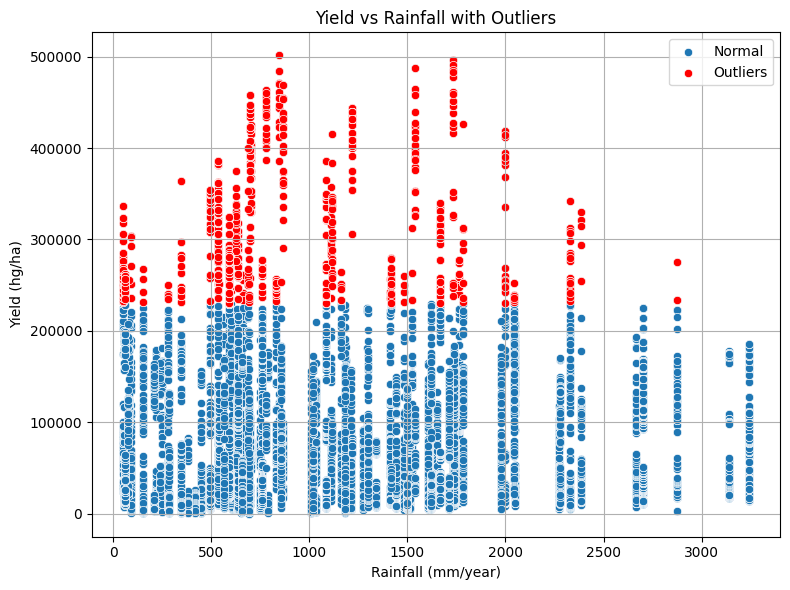 Yield vs Rainfall with Outliers
Normal
Outliers
Yield (hg/ha)
500000
400000
300000
200000
100000
0
0 500 1000 1500 2000 2500 3000
Rainfall (mm/year)